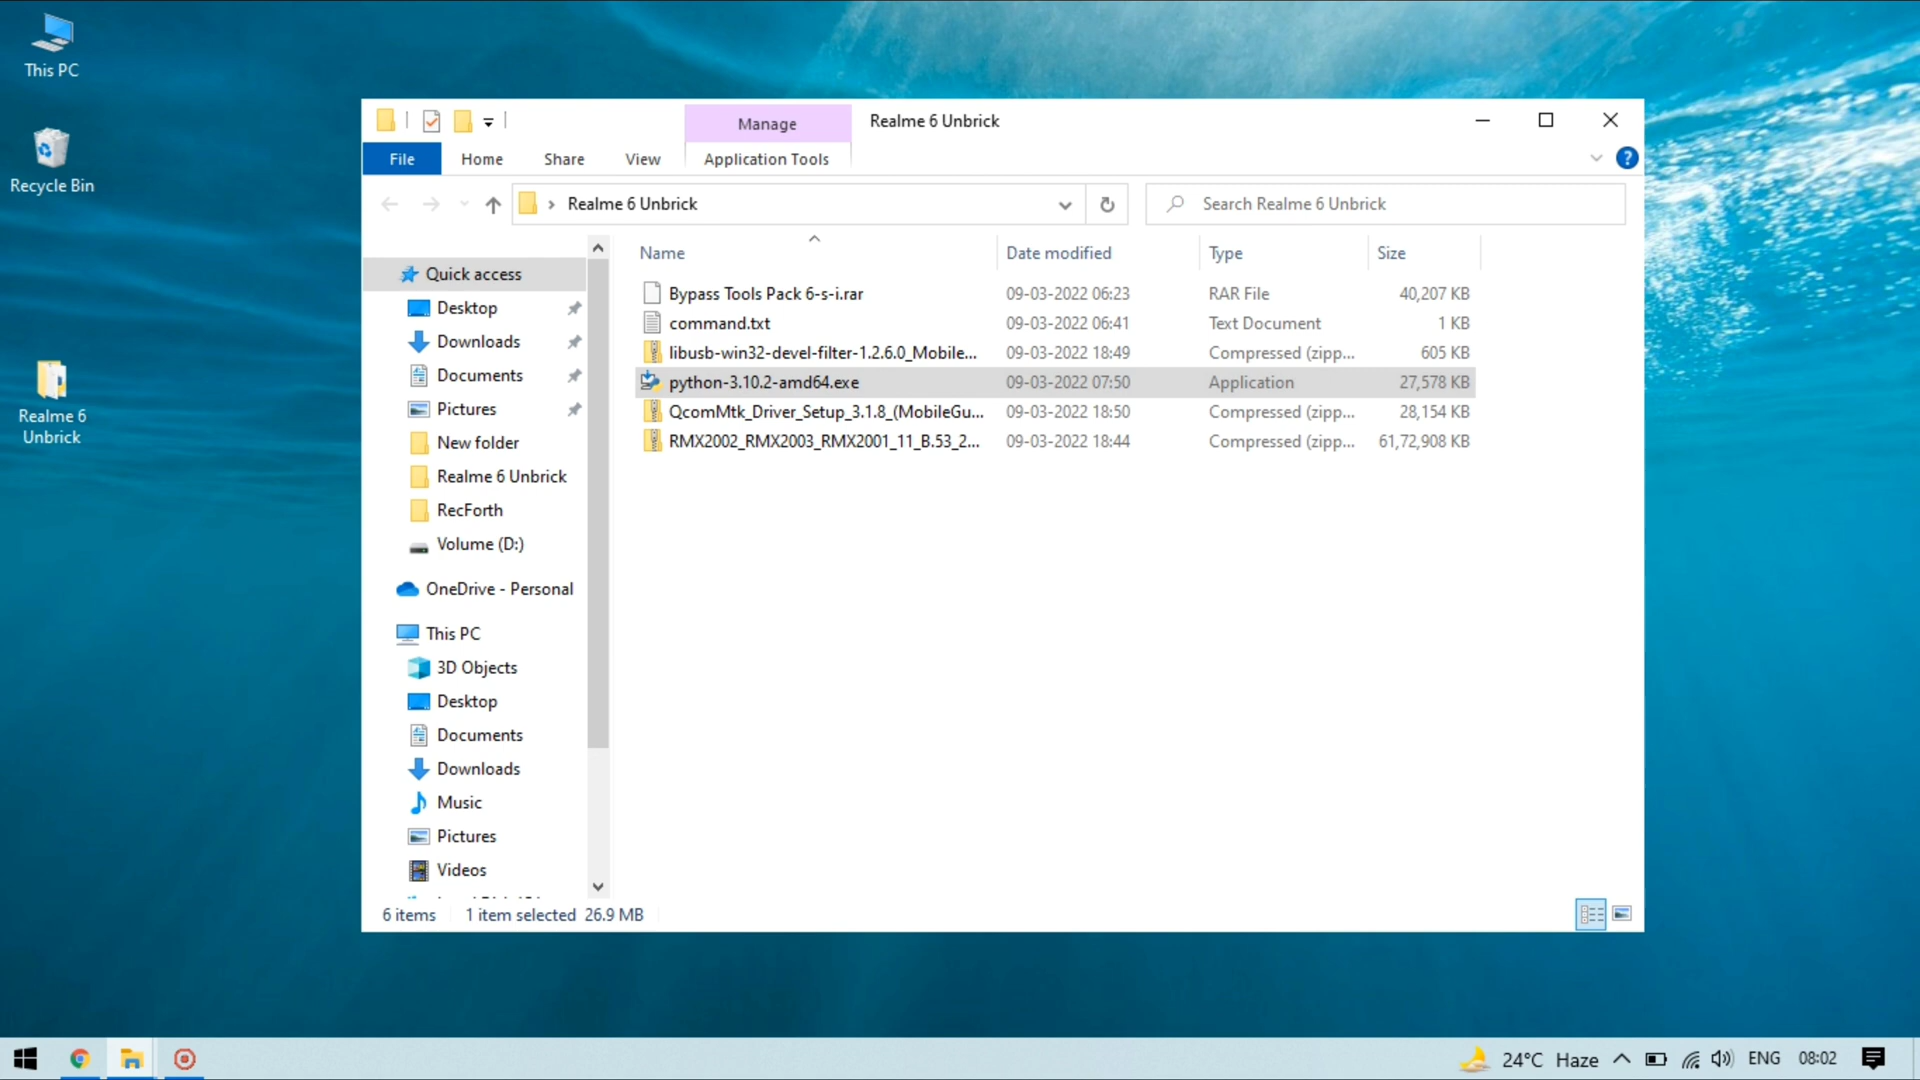 This PC
Recycle Bin
Realme 6
Unbrick
Manage
Realme 6 Unbrick
File
Home
Share
View
Application Tools
Realme 6 Unbrick
Search Realme 6 Unbrick
Name
Date modified
Type
Size
Bypass Tools Pack 6-s-i.rar 09-03-2022 06:23 RAR File 40,207 KB
command.txt 09-03-2022 06:41 Text Document 1 KB
libusb-win32-devel-filter-1.2.6.0_Mobile... 09-03-2022 18:49 Compressed (zipp... 605 KB
python-3.10.2-amd64.exe 09-03-2022 07:50 Application 27,578 KB
QcomMtk_Driver_Setup_3.1.8_(MobileGu... 09-03-2022 18:50 Compressed (zipp... 28,154 KB
RMX2002_RMX2003_RMX2001_11_B.53_2... 09-03-2022 18:44 Compressed (zipp... 61,72,908 KB
Quick access
Desktop
Downloads
Documents
Pictures
New folder
Realme 6 Unbrick
RecForth
Volume (D:)
OneDrive - Personal
This PC
3D Objects
Desktop
Documents
Downloads
Music
Pictures
Videos
6 items 1 item selected 26.9 MB
24°C Haze ENG 08:02